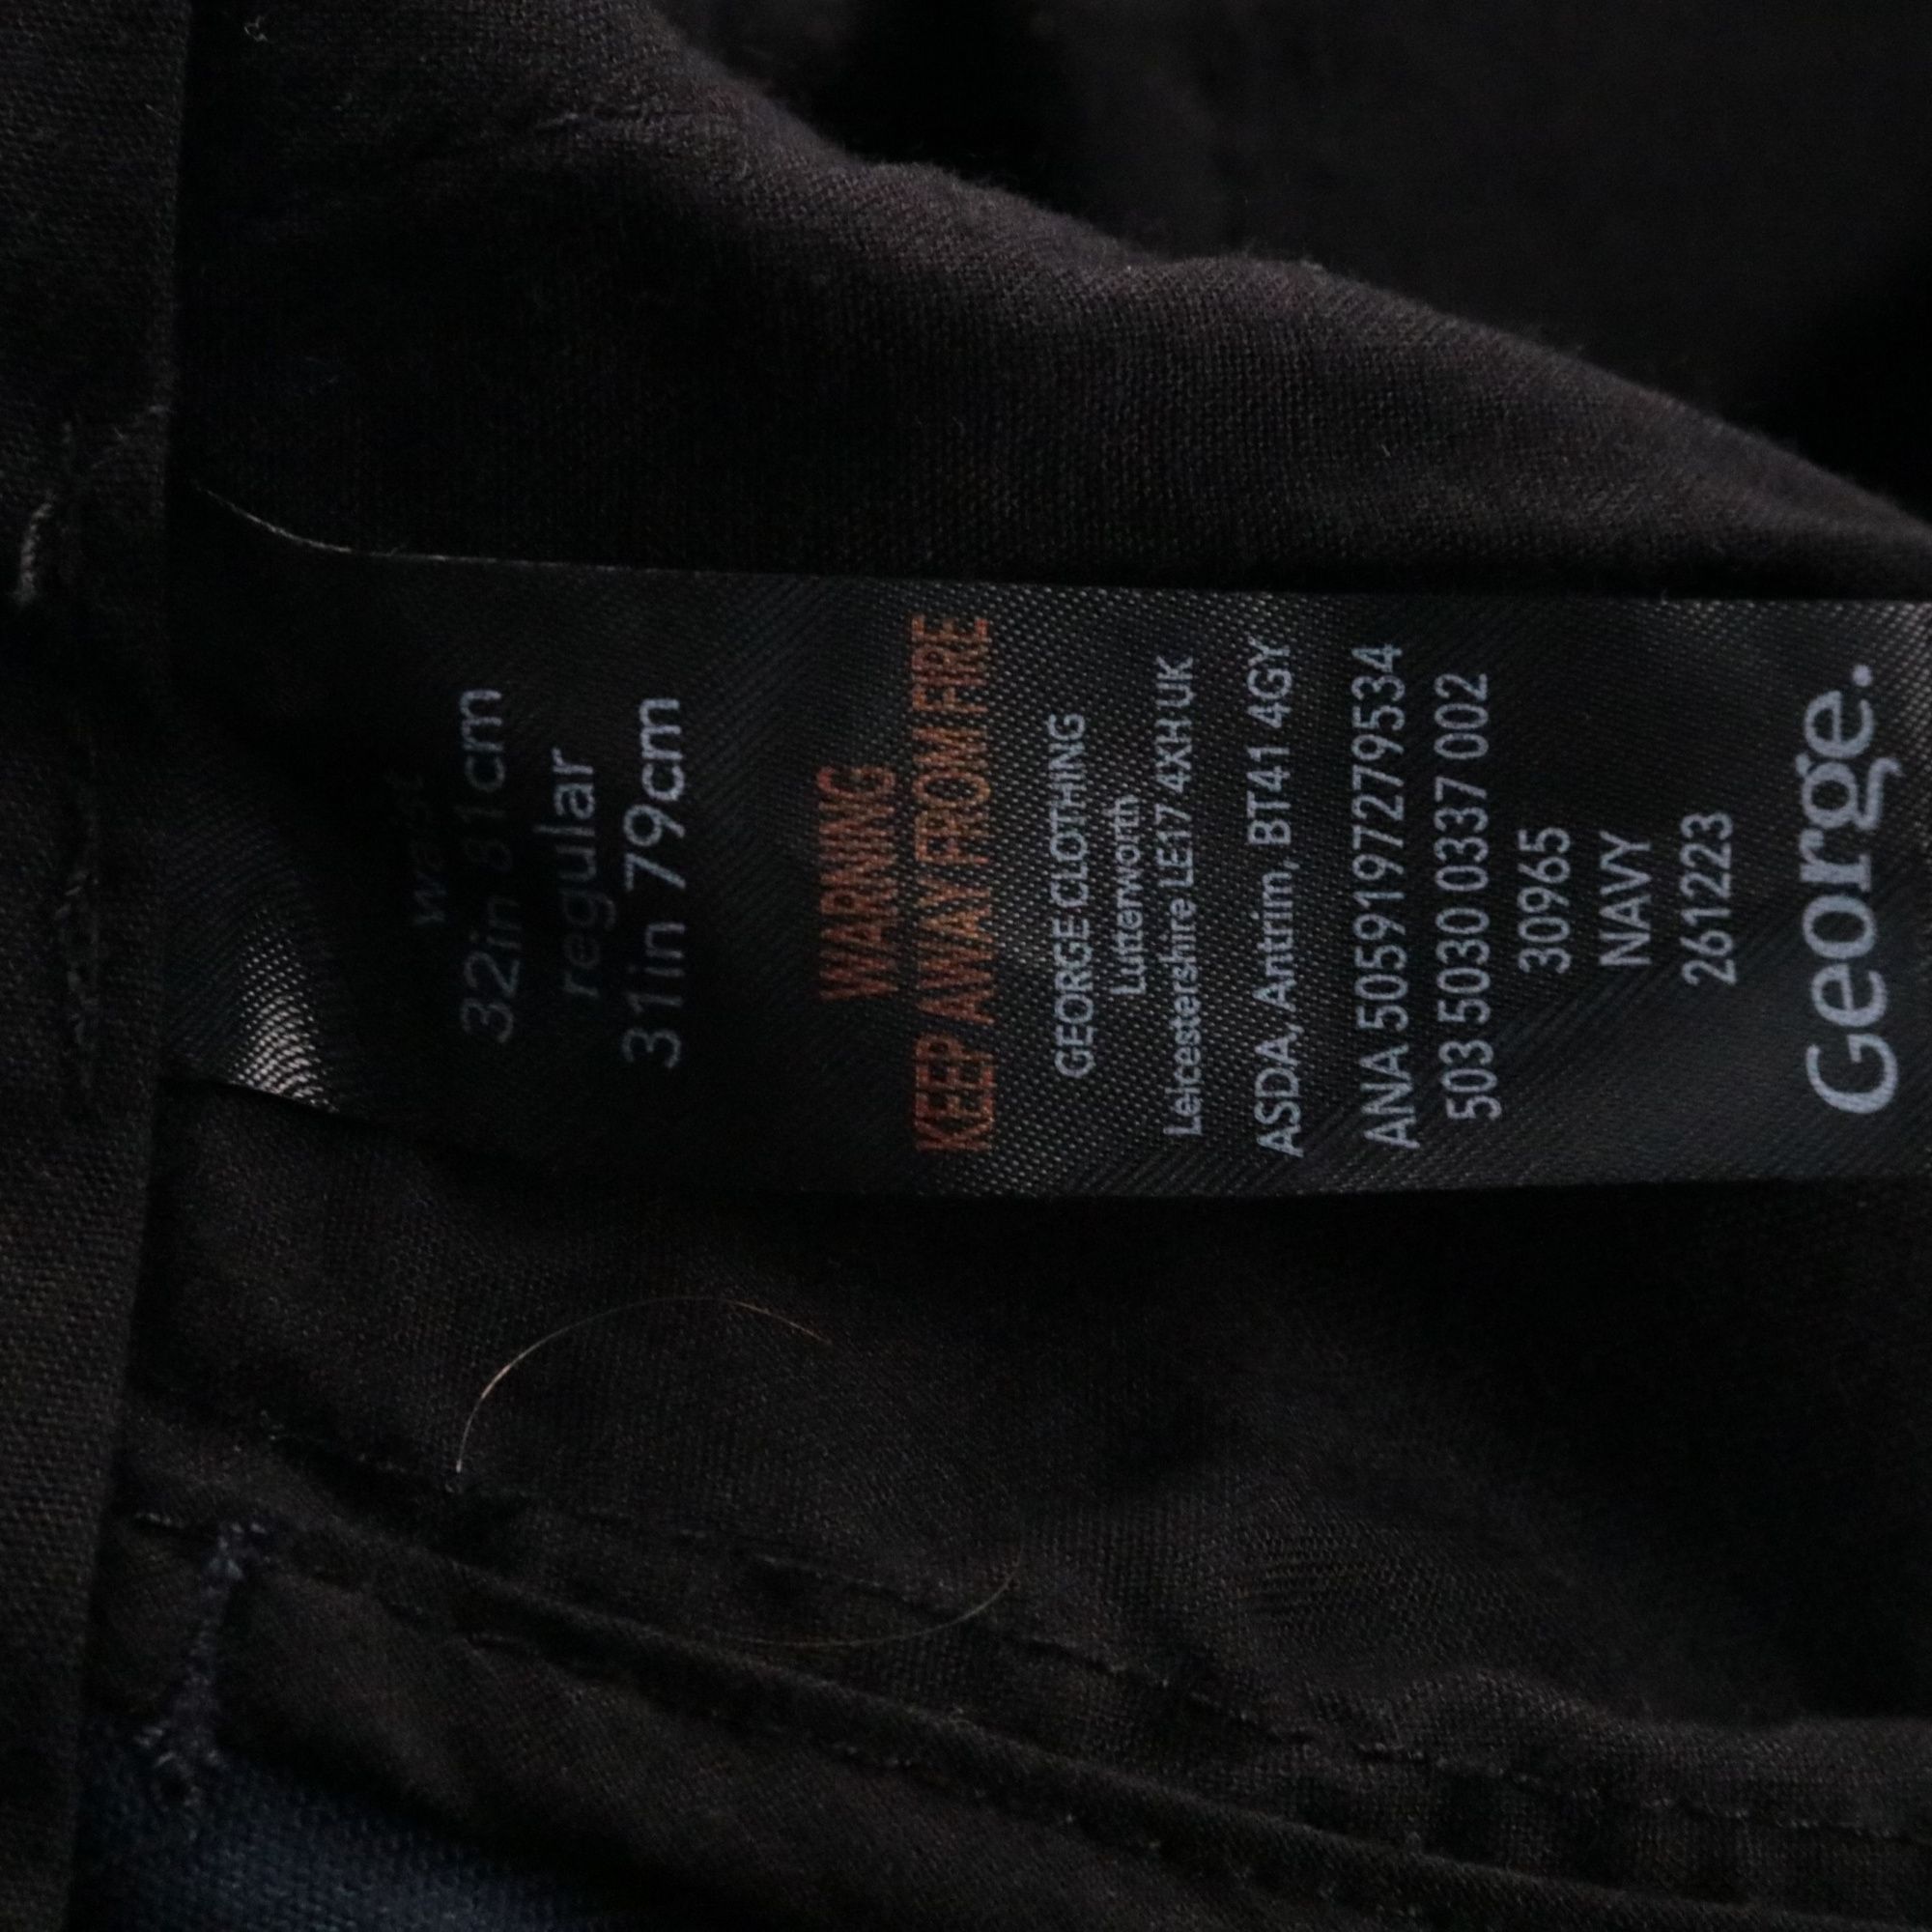 waist
32in 81cm
regular
31in 79cm
WARNING
KEEP AWAY FROM FIRE
GEORGE CLOTHING
Lutterworth
Leicestershire LE17 4XH UK
ASDA, Antrim, BT41 4GY
ANA 5059197279534
503 5030 0337 002
30965
NAVY
261223
George.